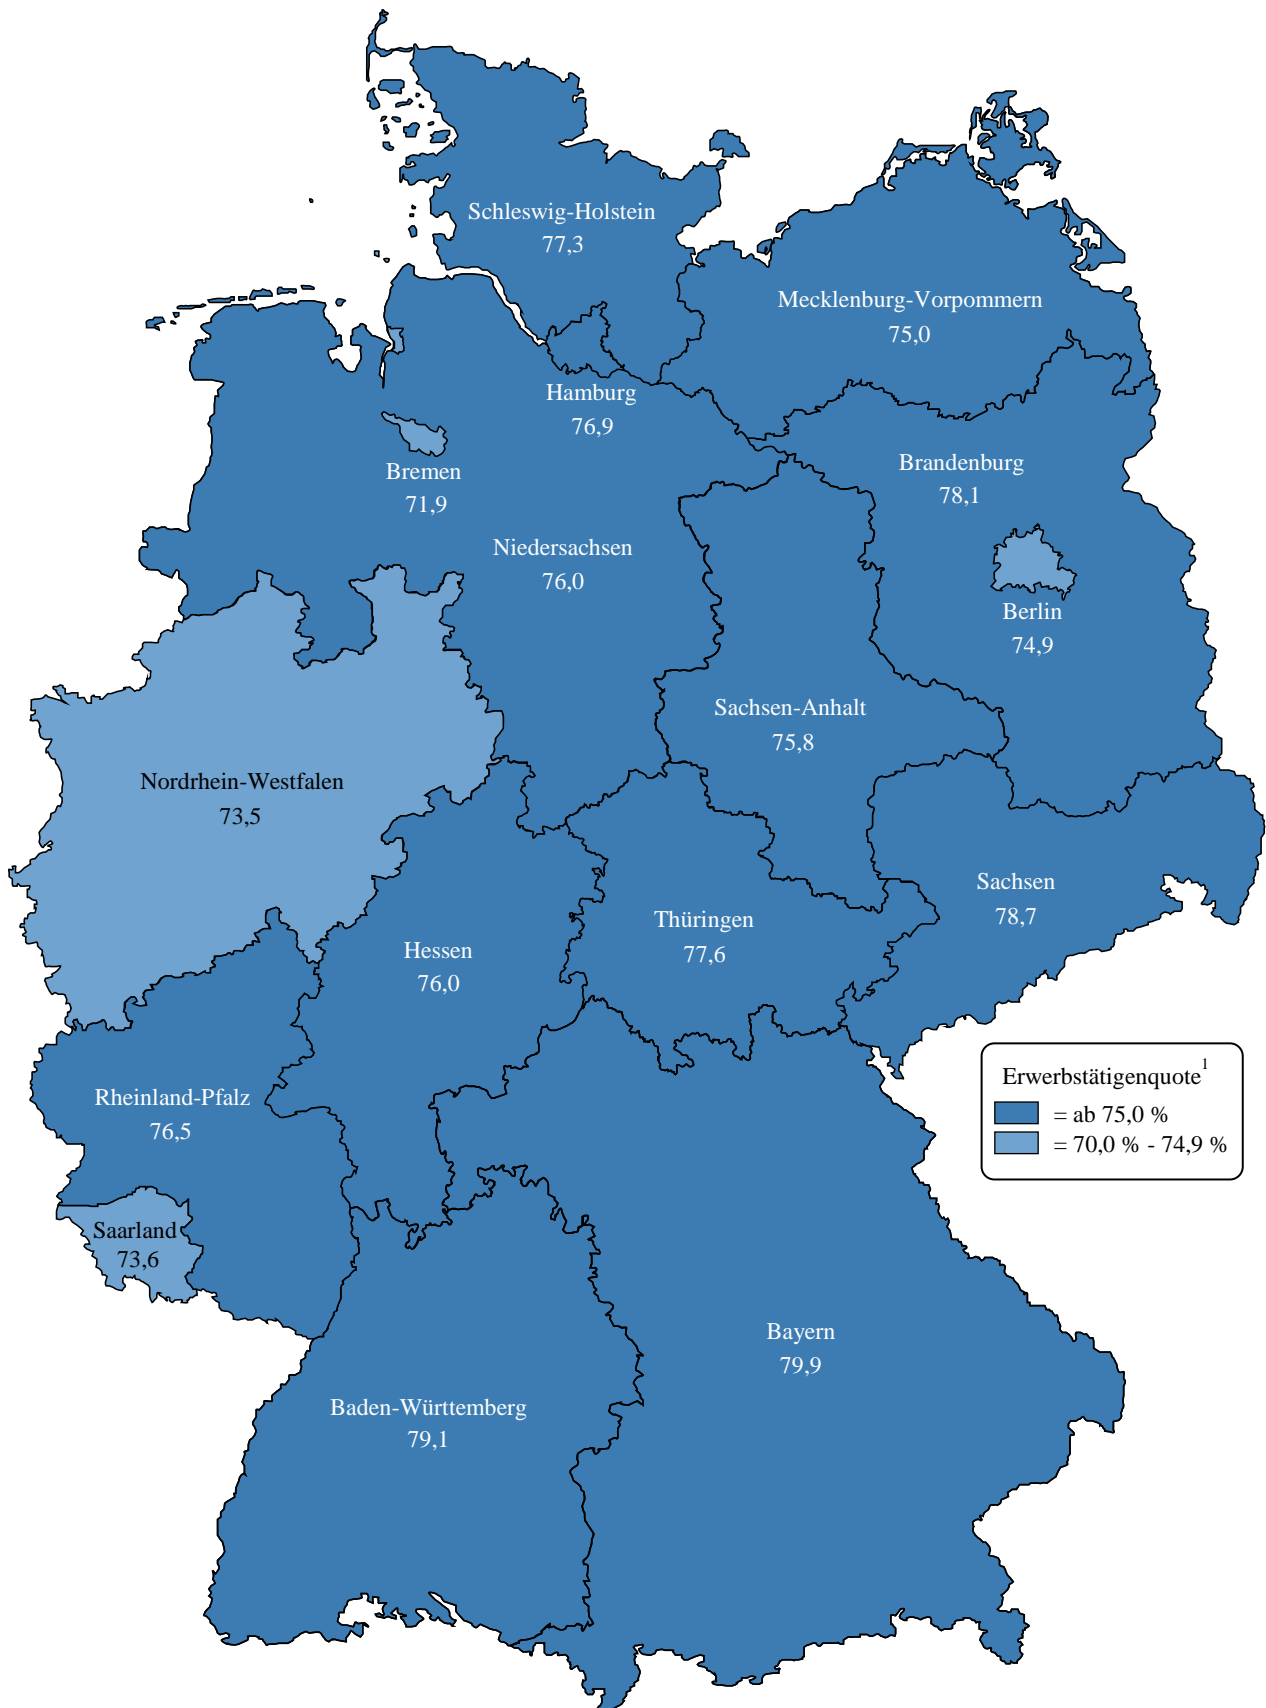 Schleswig-Holstein
77,3
Mecklenburg-Vorpommern
75,0
Hamburg
76,9
Bremen
71,9
Brandenburg
78,1
Niedersachsen
76,0
Berlin
74,9
Sachsen-Anhalt
75,8
Nordrhein-Westfalen
73,5
Sachsen
78,7
Thüringen
77,6
Hessen
76,0
Erwerbstätigenquote¹
= ab 75,0 %
= 70,0 % - 74,9 %
Rheinland-Pfalz
76,5
Saarland
73,6
Bayern
79,9
Baden-Württemberg
79,1